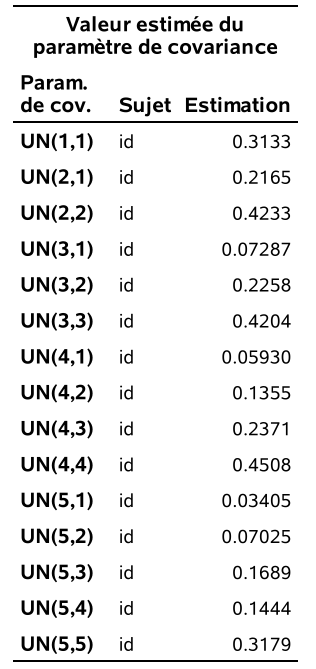 Valeur estimée du
paramètre de covariance
Param.
de cov. Sujet Estimation
UN(1,1) id 0.3133
UN(2,1) id 0.2165
UN(2,2) id 0.4233
UN(3,1) id 0.07287
UN(3,2) id 0.2258
UN(3,3) id 0.4204
UN(4,1) id 0.05930
UN(4,2) id 0.1355
UN(4,3) id 0.2371
UN(4,4) id 0.4508
UN(5,1) id 0.03405
UN(5,2) id 0.07025
UN(5,3) id 0.1689
UN(5,4) id 0.1444
UN(5,5) id 0.3179